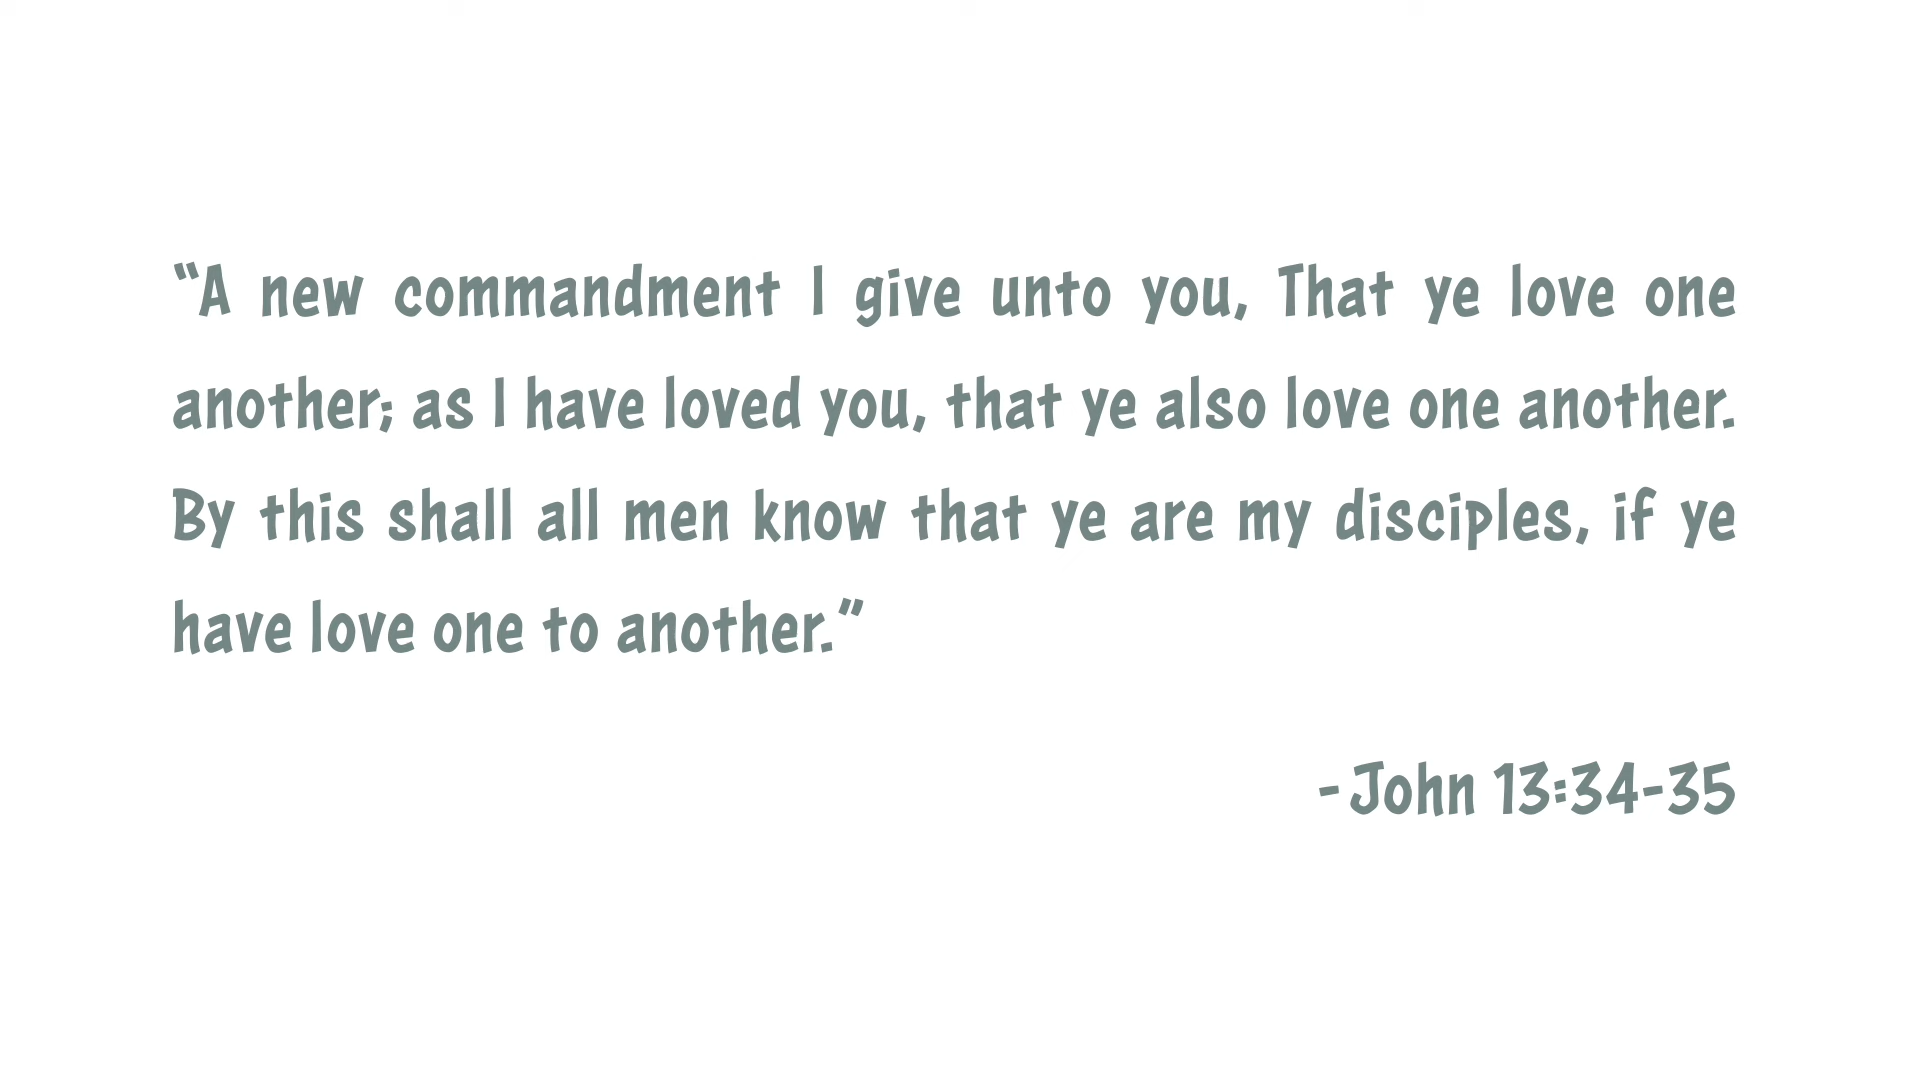 “A new commandment I give unto you, That ye love one
another; as I have loved you, that ye also love one another.
By this shall all men know that ye are my disciples, if ye
have love one to another.”
- John 13:34-35